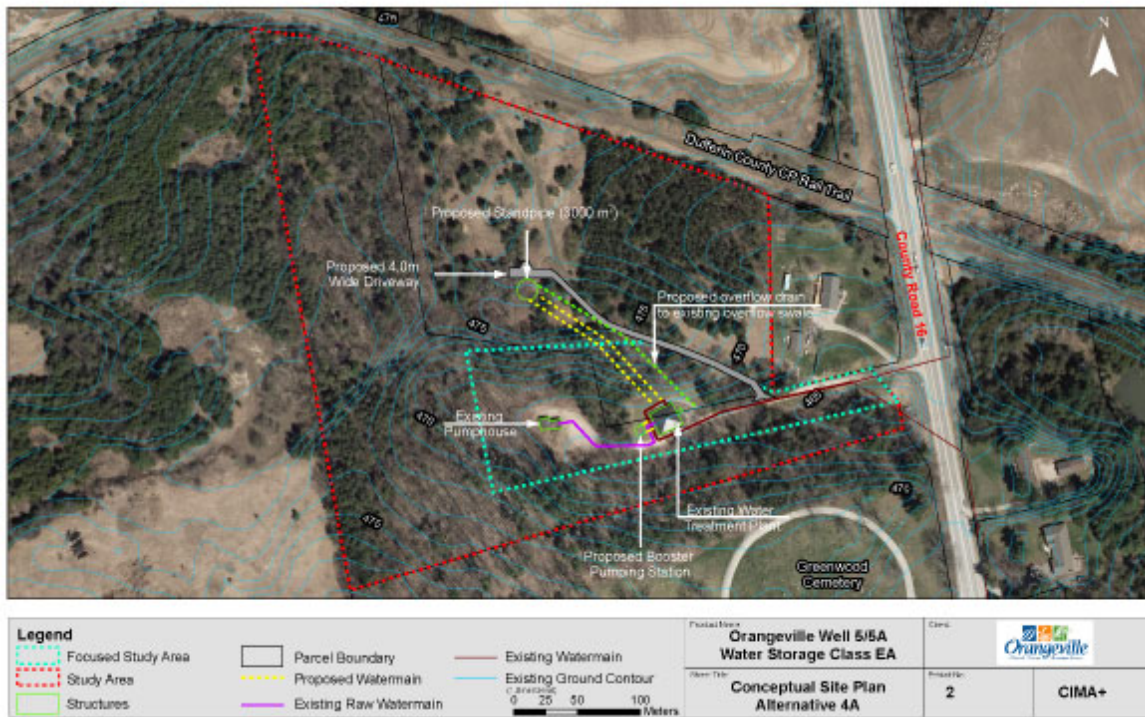 476
N
Dufferin County CP Rail Trail
Proposed Standpipe (3000 m³)
County Road 16
Proposed 4.0m
Wide Driveway
Proposed overflow drain
to existing overflow swale
475
475
470
465
470
Existing
Pumphouse
475
475
Existing Water
Treatment Plant
Proposed Booster
Pumping Station
Greenwood
Cemetery
Legend
Focused Study Area
Study Area
Structures
Parcel Boundary
Proposed Watermain
Existing Raw Watermain
Existing Watermain
Existing Ground Contour
0 25 50 100
Meters
Orangeville Well 5/5A
Water Storage Class EA
Conceptual Site Plan
Alternative 4A
Orangeville
2
CIMA+